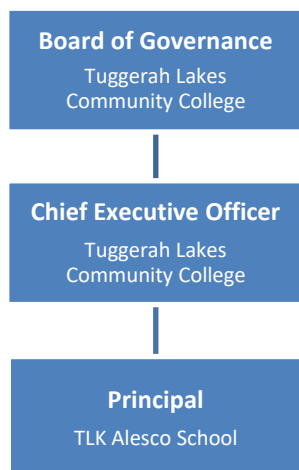 Board of Governance
Tuggerah Lakes
Community College
Chief Executive Officer
Tuggerah Lakes
Community College
Principal
TLK Alesco School